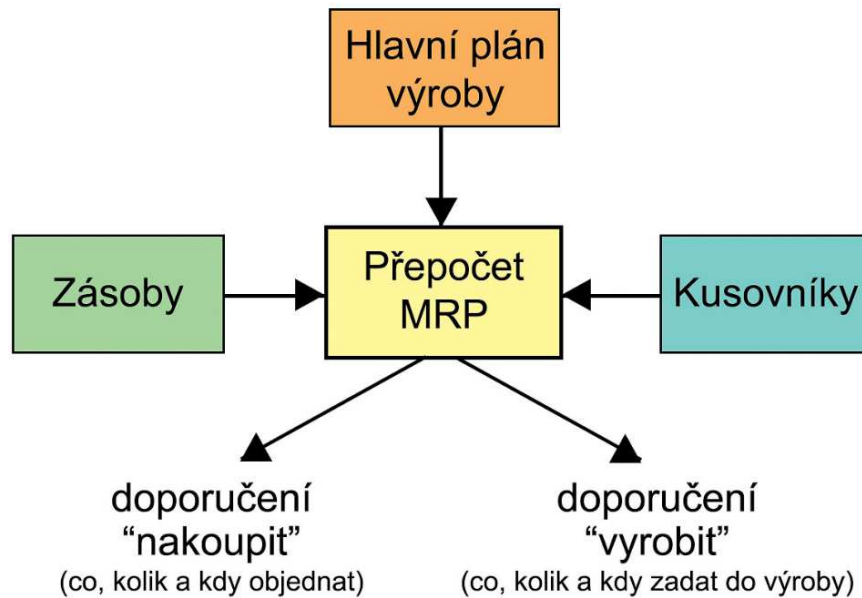 Hlavní plán
výroby
Zásoby
Přepočet
MRP
Kusovníky
doporučení
“nakoupit”
(co, kolik a kdy objednat)
doporučení
“vyrobit”
(co, kolik a kdy zadat do výroby)